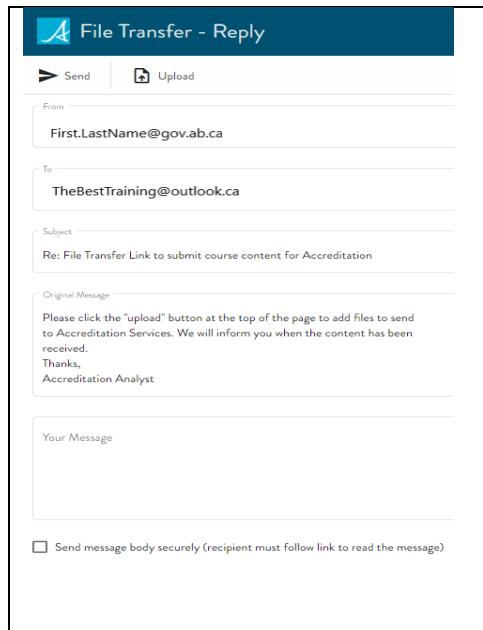 File Transfer - Reply
Send
Upload
From
First.LastName@gov.ab.ca
To
TheBestTraining@outlook.ca
Subject
Re: File Transfer Link to submit course content for Accreditation
Original Message
Please click the "upload" button at the top of the page to add files to send
to Accreditation Services. We will inform you when the content has been
received.
Thanks,
Accreditation Analyst
Your Message
Send message body securely (recipient must follow link to read the message)